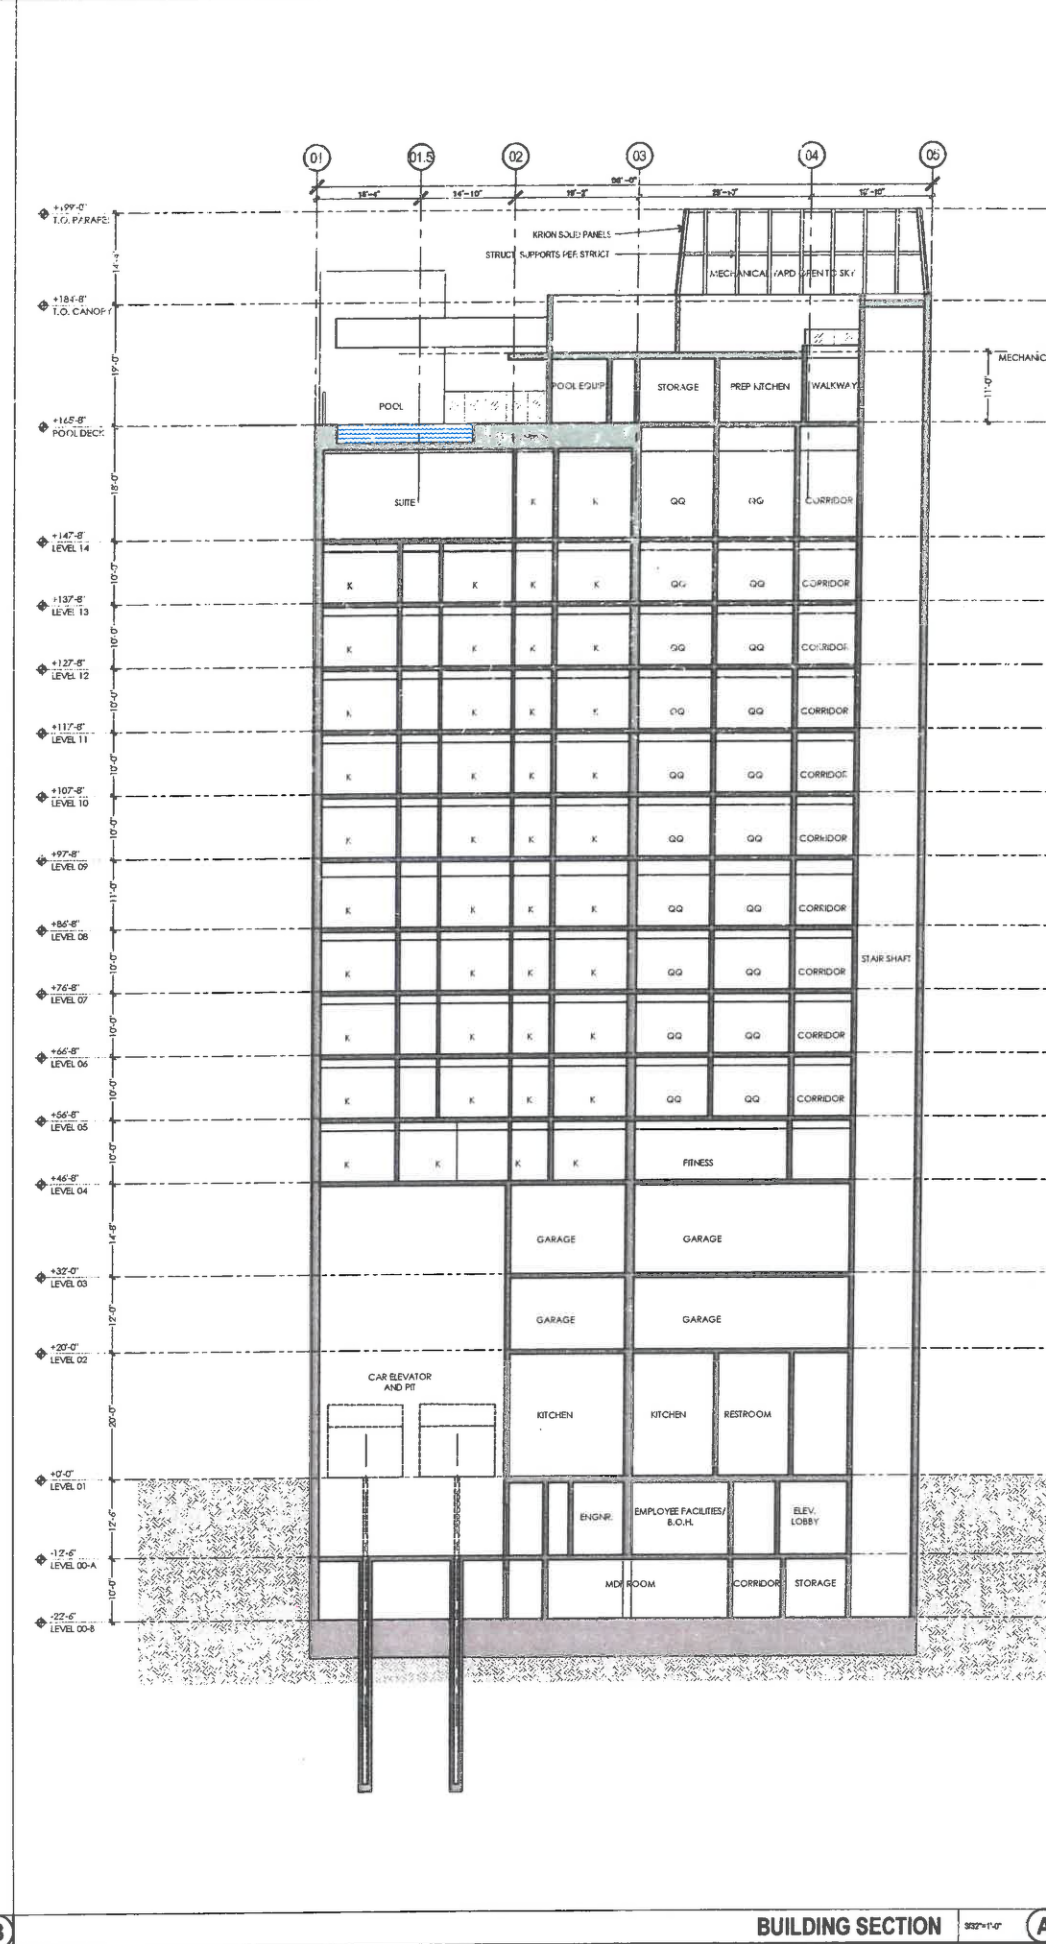 01 01.5 02 03 04 05
+199'-0"
T.O. PARAPET
KRION SOLID PANELS
STRUCT SUPPORTS PER STRUCT
MECHANICAL YARD OPEN TO SKY
14'-4"
+184'-8"
T.O. CANOPY
19'-0"
MECHANIC
11'-0"
POOL EQUIP
STORAGE
PREP KITCHEN
WALKWAY
POOL
+165'-8"
POOL DECK
18'-0"
SUITE K K QQ QQ CORRIDOR
+147'-8"
LEVEL 14
10'-0"
K K K K QQ QQ CORRIDOR
+137'-8"
LEVEL 13
10'-0"
K K K K QQ QQ CORRIDOR
+127'-8"
LEVEL 12
10'-0"
K K K K QQ QQ CORRIDOR
+117'-8"
LEVEL 11
10'-0"
K K K K QQ QQ CORRIDOR
+107'-8"
LEVEL 10
10'-0"
K K K K QQ QQ CORRIDOR
+97'-8"
LEVEL 09
11'-0"
K K K K QQ QQ CORRIDOR
+86'-8"
LEVEL 08
10'-0"
K K K K QQ QQ CORRIDOR
STAIR SHAFT
+76'-8"
LEVEL 07
10'-0"
K K K K QQ QQ CORRIDOR
+66'-8"
LEVEL 06
10'-0"
K K K K QQ QQ CORRIDOR
+56'-8"
LEVEL 05
10'-0"
K K K K FITNESS
+46'-8"
LEVEL 04
14'-8"
GARAGE GARAGE
+32'-0"
LEVEL 03
12'-0"
GARAGE GARAGE
+20'-0"
LEVEL 02
20'-0"
CAR ELEVATOR
AND PIT
KITCHEN KITCHEN RESTROOM
+0'-0"
LEVEL 01
12'-6"
ENGNR.
EMPLOYEE FACILITIES/
B.O.H.
ELEV.
LOBBY
-12'-6"
LEVEL 00-A
10'-0"
MDF ROOM CORRIDOR STORAGE
-22'-6"
LEVEL 00-B
BUILDING SECTION
3/32"=1'-0"
A